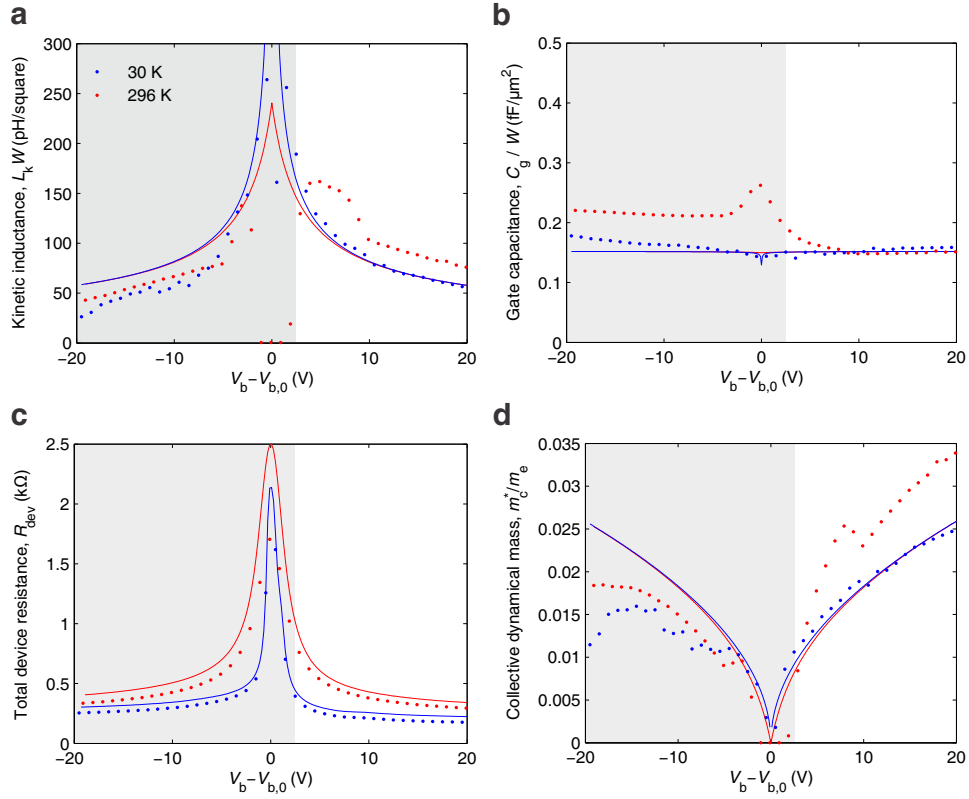 a
Kinetic inductance, LₖW (pH/square)
300
250
200
150
100
50
0
30 K
296 K
−20 −10 0 10 20
V_b−V_b,0 (V)
b
Gate capacitance, C_g / W (fF/μm²)
0.5
0.4
0.3
0.2
0.1
0
−20 −10 0 10 20
V_b−V_b,0 (V)
c
Total device resistance, R_dev (kΩ)
2.5
2
1.5
1
0.5
0
−20 −10 0 10 20
V_b−V_b,0 (V)
d
Collective dynamical mass, m*_c/m_e
0.035
0.03
0.025
0.02
0.015
0.01
0.005
0
−20 −10 0 10 20
V_b−V_b,0 (V)